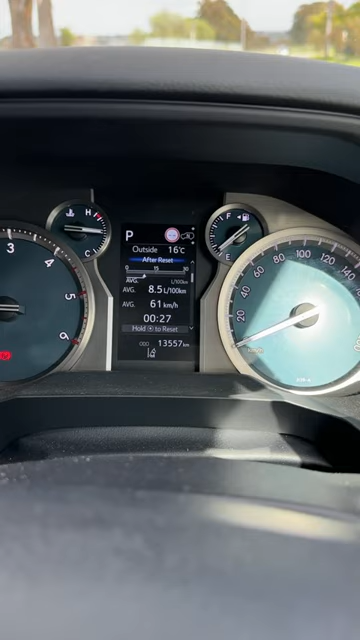 P
Outside 16°C
After Reset
0 15 30
AVG. L/100km
AVG. 8.5 L/100km
AVG. 61 km/h
00:27
Hold to Reset
ODO 13557 km
H
C
F
E
3
4
5
6
20
40
60
80
100
120
140
km/h